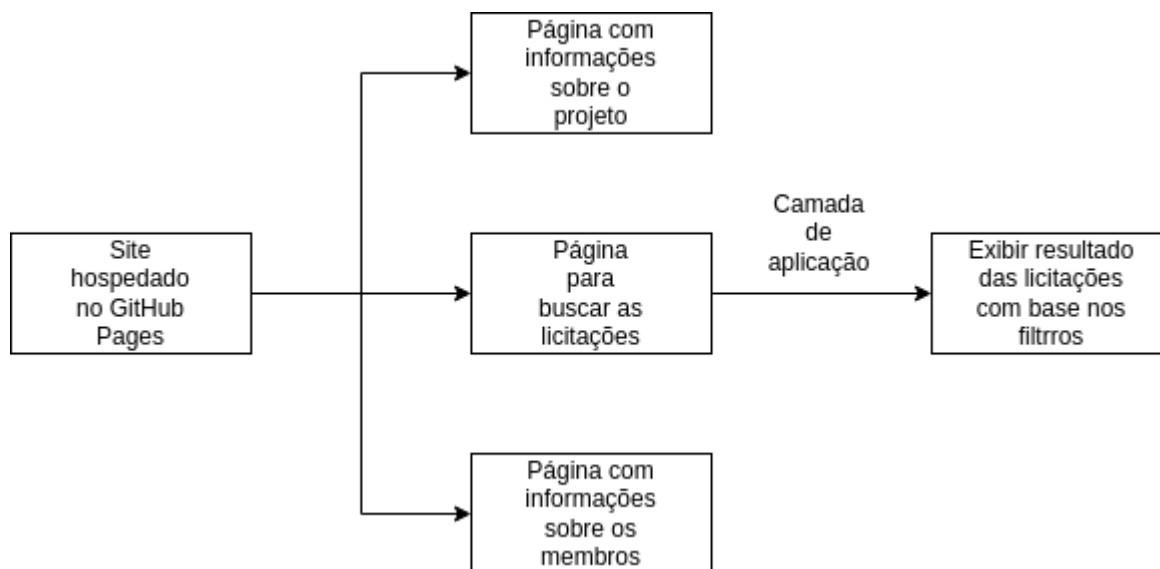 Página com
informações
sobre o
projeto
Site
hospedado
no GitHub
Pages
Página
para
buscar as
licitações
Camada
de
aplicação
Exibir resultado
das licitações
com base nos
filtrros
Página com
informações
sobre os
membros